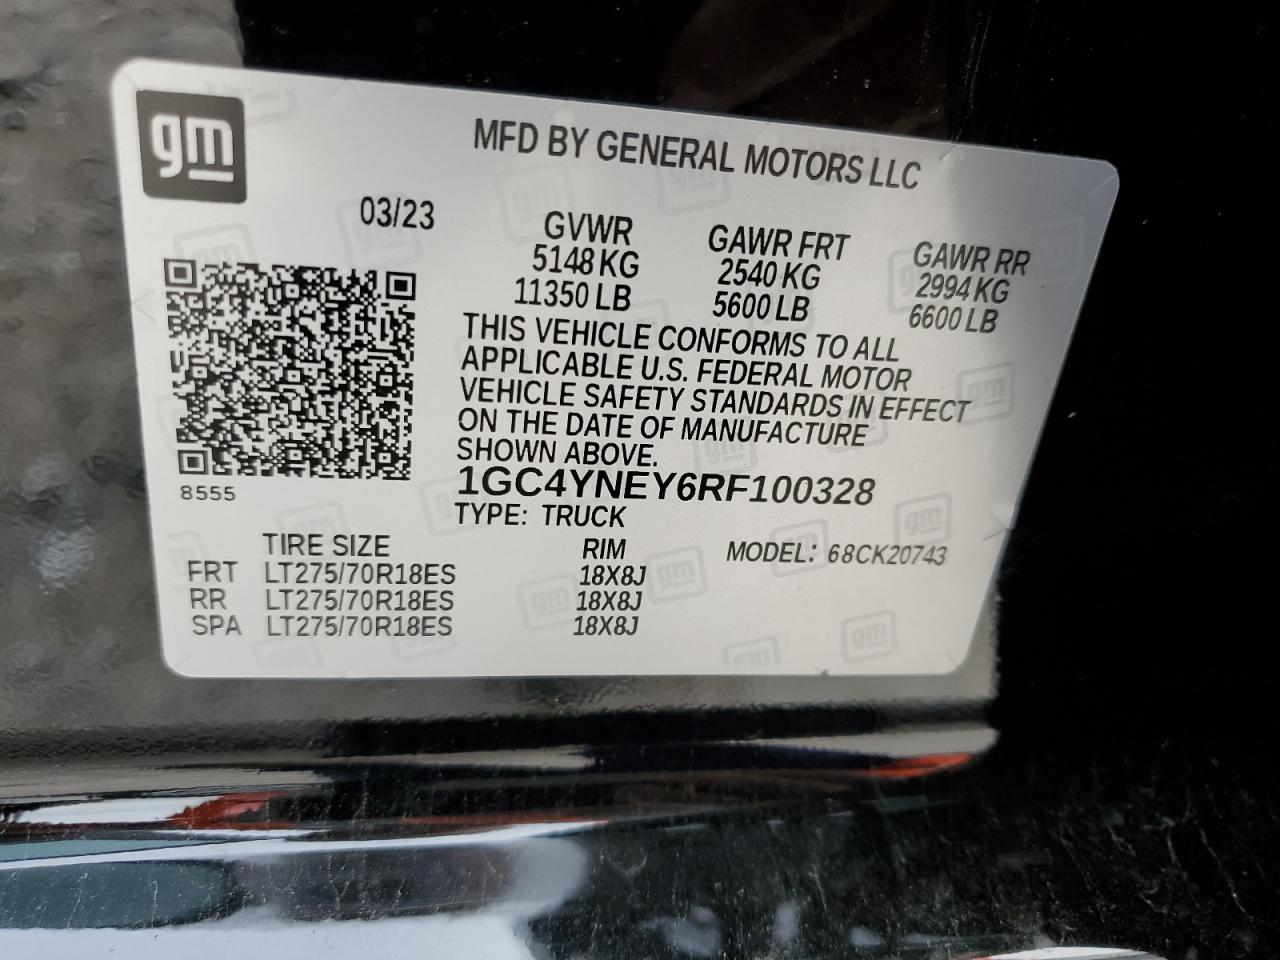 gm
MFD BY GENERAL MOTORS LLC
03/23
GVWR
5148 KG
11350 LB
GAWR FRT
2540 KG
5600 LB
GAWR RR
2994 KG
6600 LB
THIS VEHICLE CONFORMS TO ALL
APPLICABLE U.S. FEDERAL MOTOR
VEHICLE SAFETY STANDARDS IN EFFECT
ON THE DATE OF MANUFACTURE
SHOWN ABOVE.
8555
1GC4YNEY6RF100328
TYPE: TRUCK
MODEL: 68CK20743
TIRE SIZE RIM
FRT LT275/70R18ES 18X8J
RR LT275/70R18ES 18X8J
SPA LT275/70R18ES 18X8J